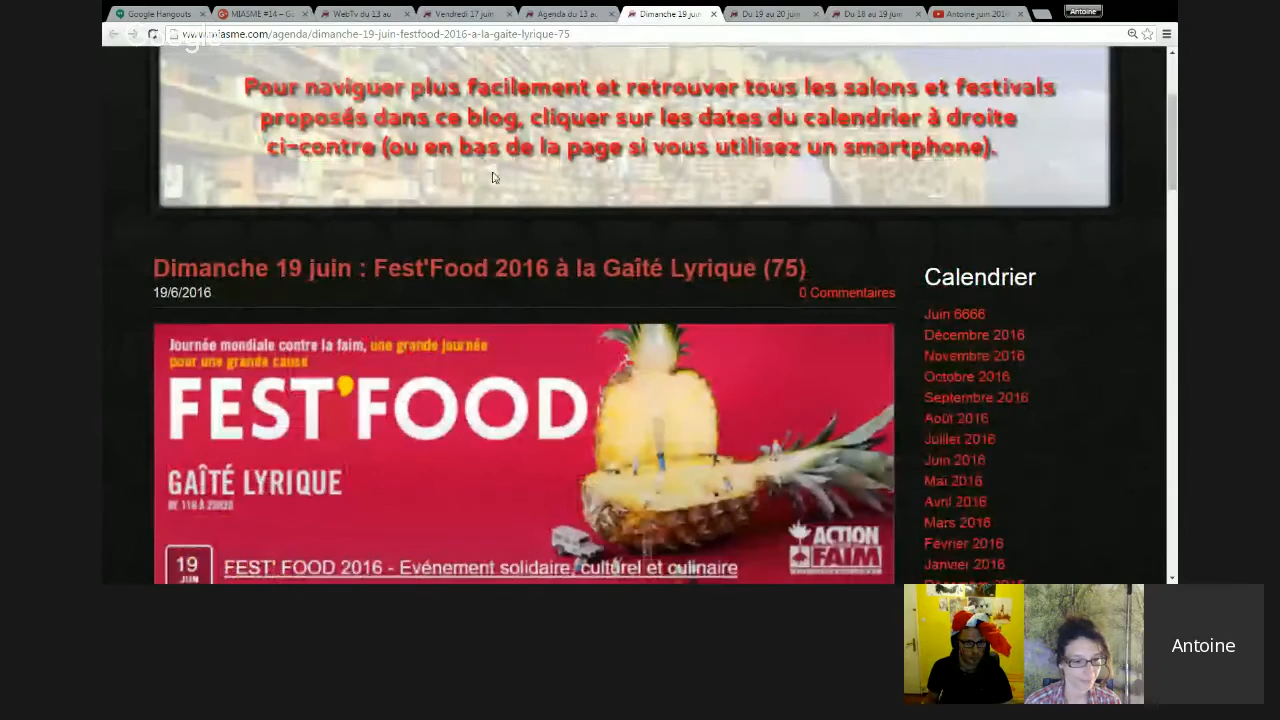 Google Hangouts
MIASME #14 – G
WebTv du 13 au
Vendredi 17 juin
Agenda du 13 au
Dimanche 19 juin
Du 19 au 20 juin
Du 18 au 19 juin
Antoine juin 201
Antoine
Google
www.miasme.com/agenda/dimanche-19-juin-festfood-2016-a-la-gaite-lyrique-75
Pour naviguer plus facilement et retrouver tous les salons et festivals
proposés dans ce blog, cliquer sur les dates du calendrier à droite
ci-contre (ou en bas de la page si vous utilisez un smartphone).
Dimanche 19 juin : Fest'Food 2016 à la Gaîté Lyrique (75)
19/6/2016
0 Commentaires
Journée mondiale contre la faim, une grande journée
pour une grande cause
FEST'FOOD
GAÎTÉ LYRIQUE
19
JUN
FEST' FOOD 2016 - Evénement solidaire, culturel et culinaire
ACTION
FAIM
Calendrier
Juin 6666
Décembre 2016
Novembre 2016
Octobre 2016
Septembre 2016
Août 2016
Juillet 2016
Juin 2016
Mai 2016
Avril 2016
Mars 2016
Février 2016
Janvier 2016
Antoine